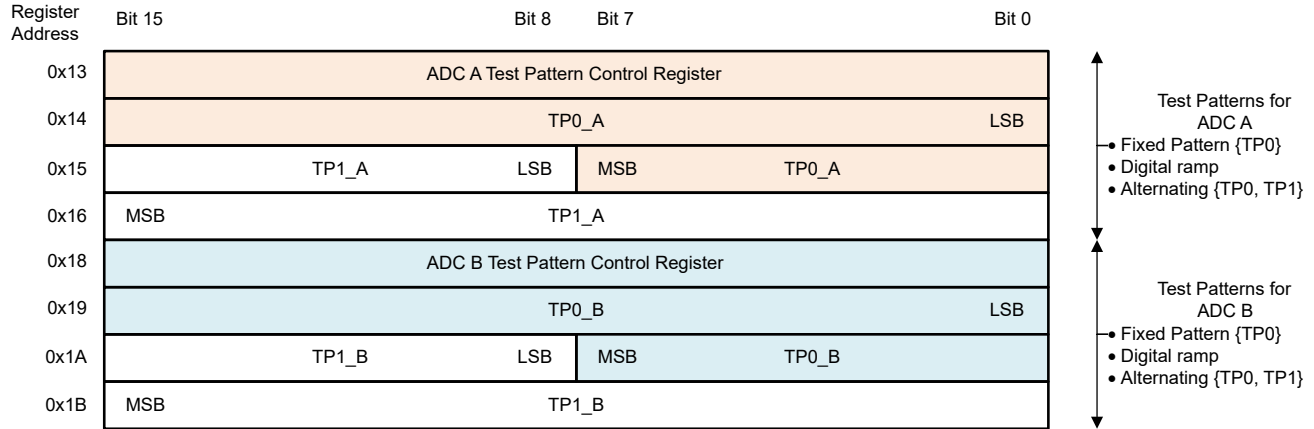 Register
Address
Bit 15 Bit 8 Bit 7 Bit 0
0x13 ADC A Test Pattern Control Register
0x14 TP0_A LSB
0x15 TP1_A LSB MSB TP0_A
0x16 MSB TP1_A
0x18 ADC B Test Pattern Control Register
0x19 TP0_B LSB
0x1A TP1_B LSB MSB TP0_B
0x1B MSB TP1_B
Test Patterns for
ADC A
• Fixed Pattern {TP0}
• Digital ramp
• Alternating {TP0, TP1}
Test Patterns for
ADC B
• Fixed Pattern {TP0}
• Digital ramp
• Alternating {TP0, TP1}